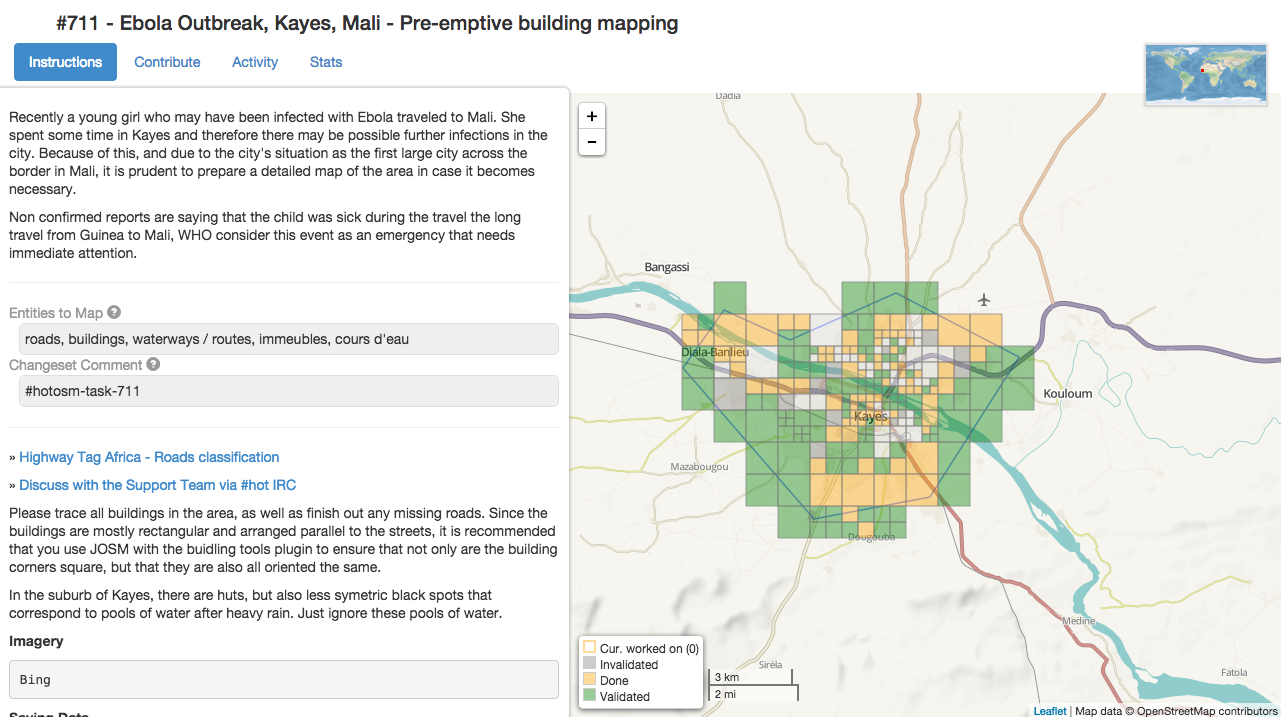 #711 - Ebola Outbreak, Kayes, Mali - Pre-emptive building mapping
Instructions
Contribute
Activity
Stats
Recently a young girl who may have been infected with Ebola traveled to Mali. She
spent some time in Kayes and therefore there may be possible further infections in the
city. Because of this, and due to the city's situation as the first large city across the
border in Mali, it is prudent to prepare a detailed map of the area in case it becomes
necessary.
Non confirmed reports are saying that the child was sick during the travel the long
travel from Guinea to Mali, WHO consider this event as an emergency that needs
immediate attention.
Entities to Map ?
roads, buildings, waterways / routes, immeubles, cours d'eau
Changeset Comment ?
#hotosm-task-711
» Highway Tag Africa - Roads classification
» Discuss with the Support Team via #hot IRC
Please trace all buildings in the area, as well as finish out any missing roads. Since the
buildings are mostly rectangular and arranged parallel to the streets, it is recommended
that you use JOSM with the buidling tools plugin to ensure that not only are the building
corners square, but that they are also all oriented the same.
In the suburb of Kayes, there are huts, but also less symetric black spots that
correspond to pools of water after heavy rain. Just ignore these pools of water.
Imagery
Bing
Saving Data
+
-
Dadia
Bangassi
Diala-Banlieu
Kayes
Kouloum
Mazabougou
Dougouba
Medine
Siréla
Fatola
Cur. worked on (0)
Invalidated
Done
Validated
3 km
2 mi
Leaflet | Map data © OpenStreetMap contributors